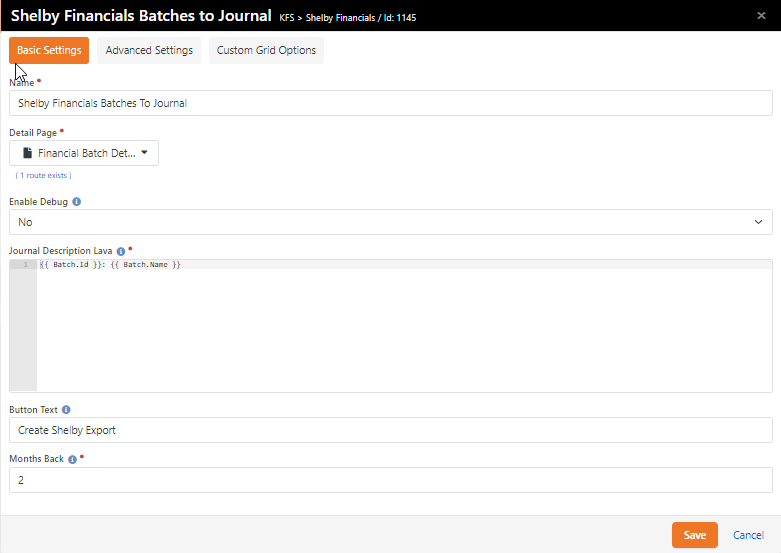 Shelby Financials Batches to Journal KFS > Shelby Financials / Id: 1145 ×
Basic Settings Advanced Settings Custom Grid Options
Name *
Shelby Financials Batches To Journal
Detail Page *
Financial Batch Det...
( 1 route exists )
Enable Debug
No
Journal Description Lava *
1 {{ Batch.Id }}: {{ Batch.Name }}
Button Text
Create Shelby Export
Months Back *
2
Save Cancel